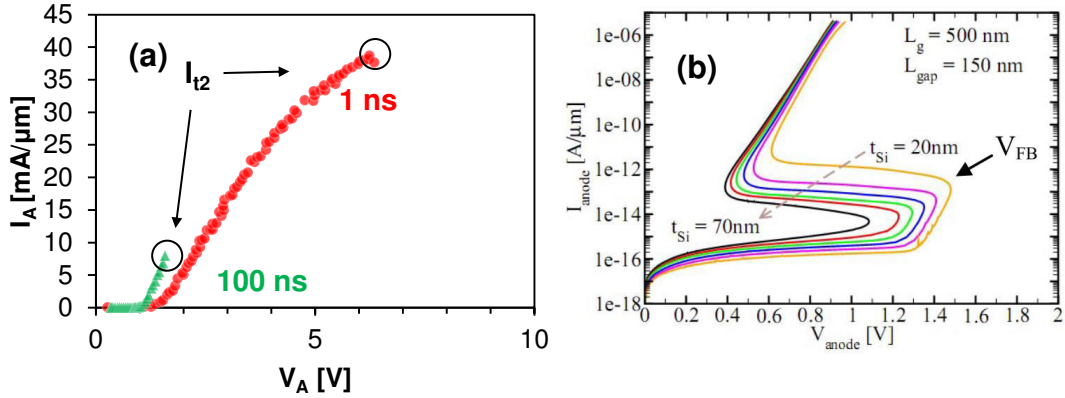 45
40
35
30
25
20
15
10
5
0
I_A [mA/µm]
(a)
I_t2
1 ns
100 ns
0 5 10
V_A [V]
1e-06
1e-08
1e-10
1e-12
1e-14
1e-16
1e-18
I_anode [A/µm]
(b)
L_g = 500 nm
L_gap = 150 nm
V_FB
t_Si = 20nm
t_Si = 70nm
0 0.2 0.4 0.6 0.8 1 1.2 1.4 1.6 1.8 2
V_anode [V]